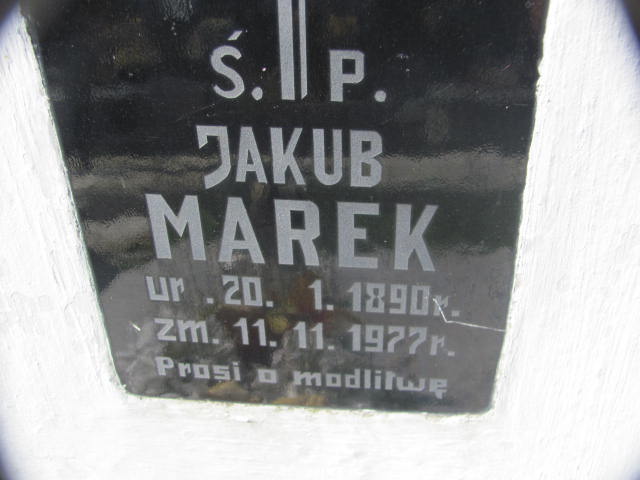 Ś. P.
JAKUB
MAREK
ur. 20. 1. 1890r.
zm. 11. 11. 1977r.
Prosi o modlitwę